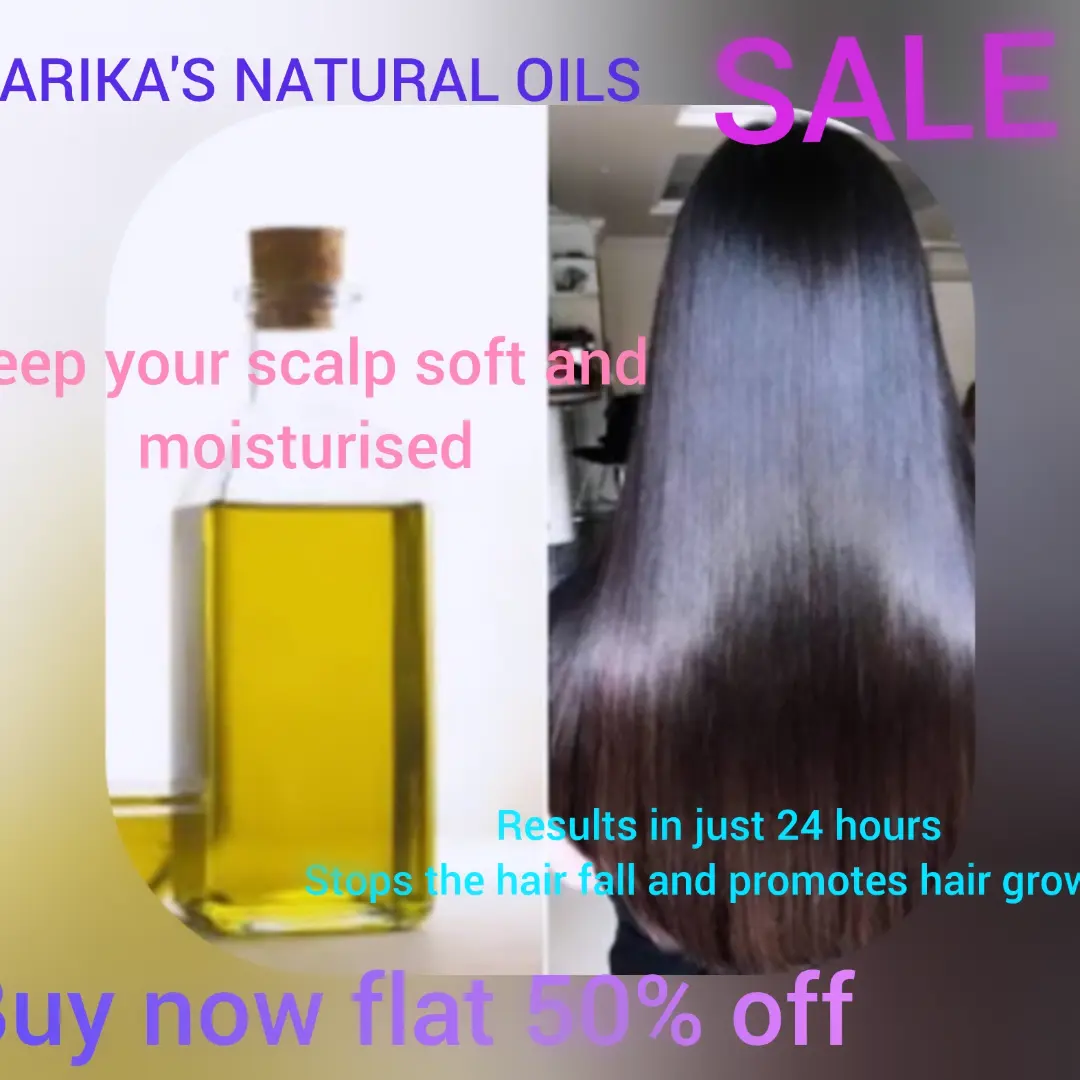 ARIKA'S NATURAL OILS
SALE
eep your scalp soft and
moisturised
Results in just 24 hours
Stops the hair fall and promotes hair grow
Buy now flat 50% off